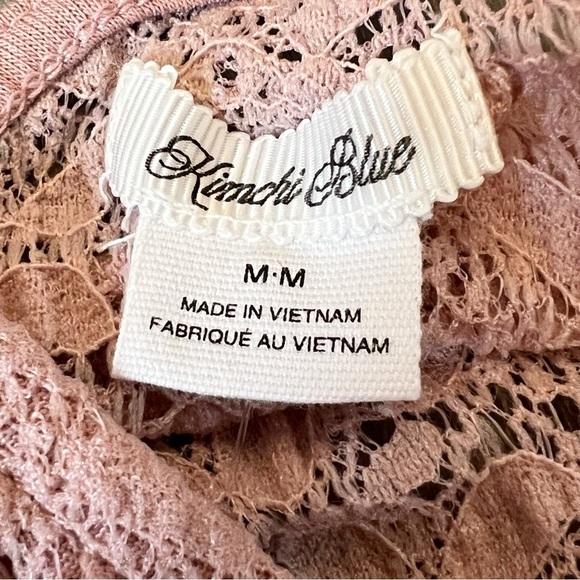 Kimchi Blue
M·M
MADE IN VIETNAM
FABRIQUÉ AU VIETNAM